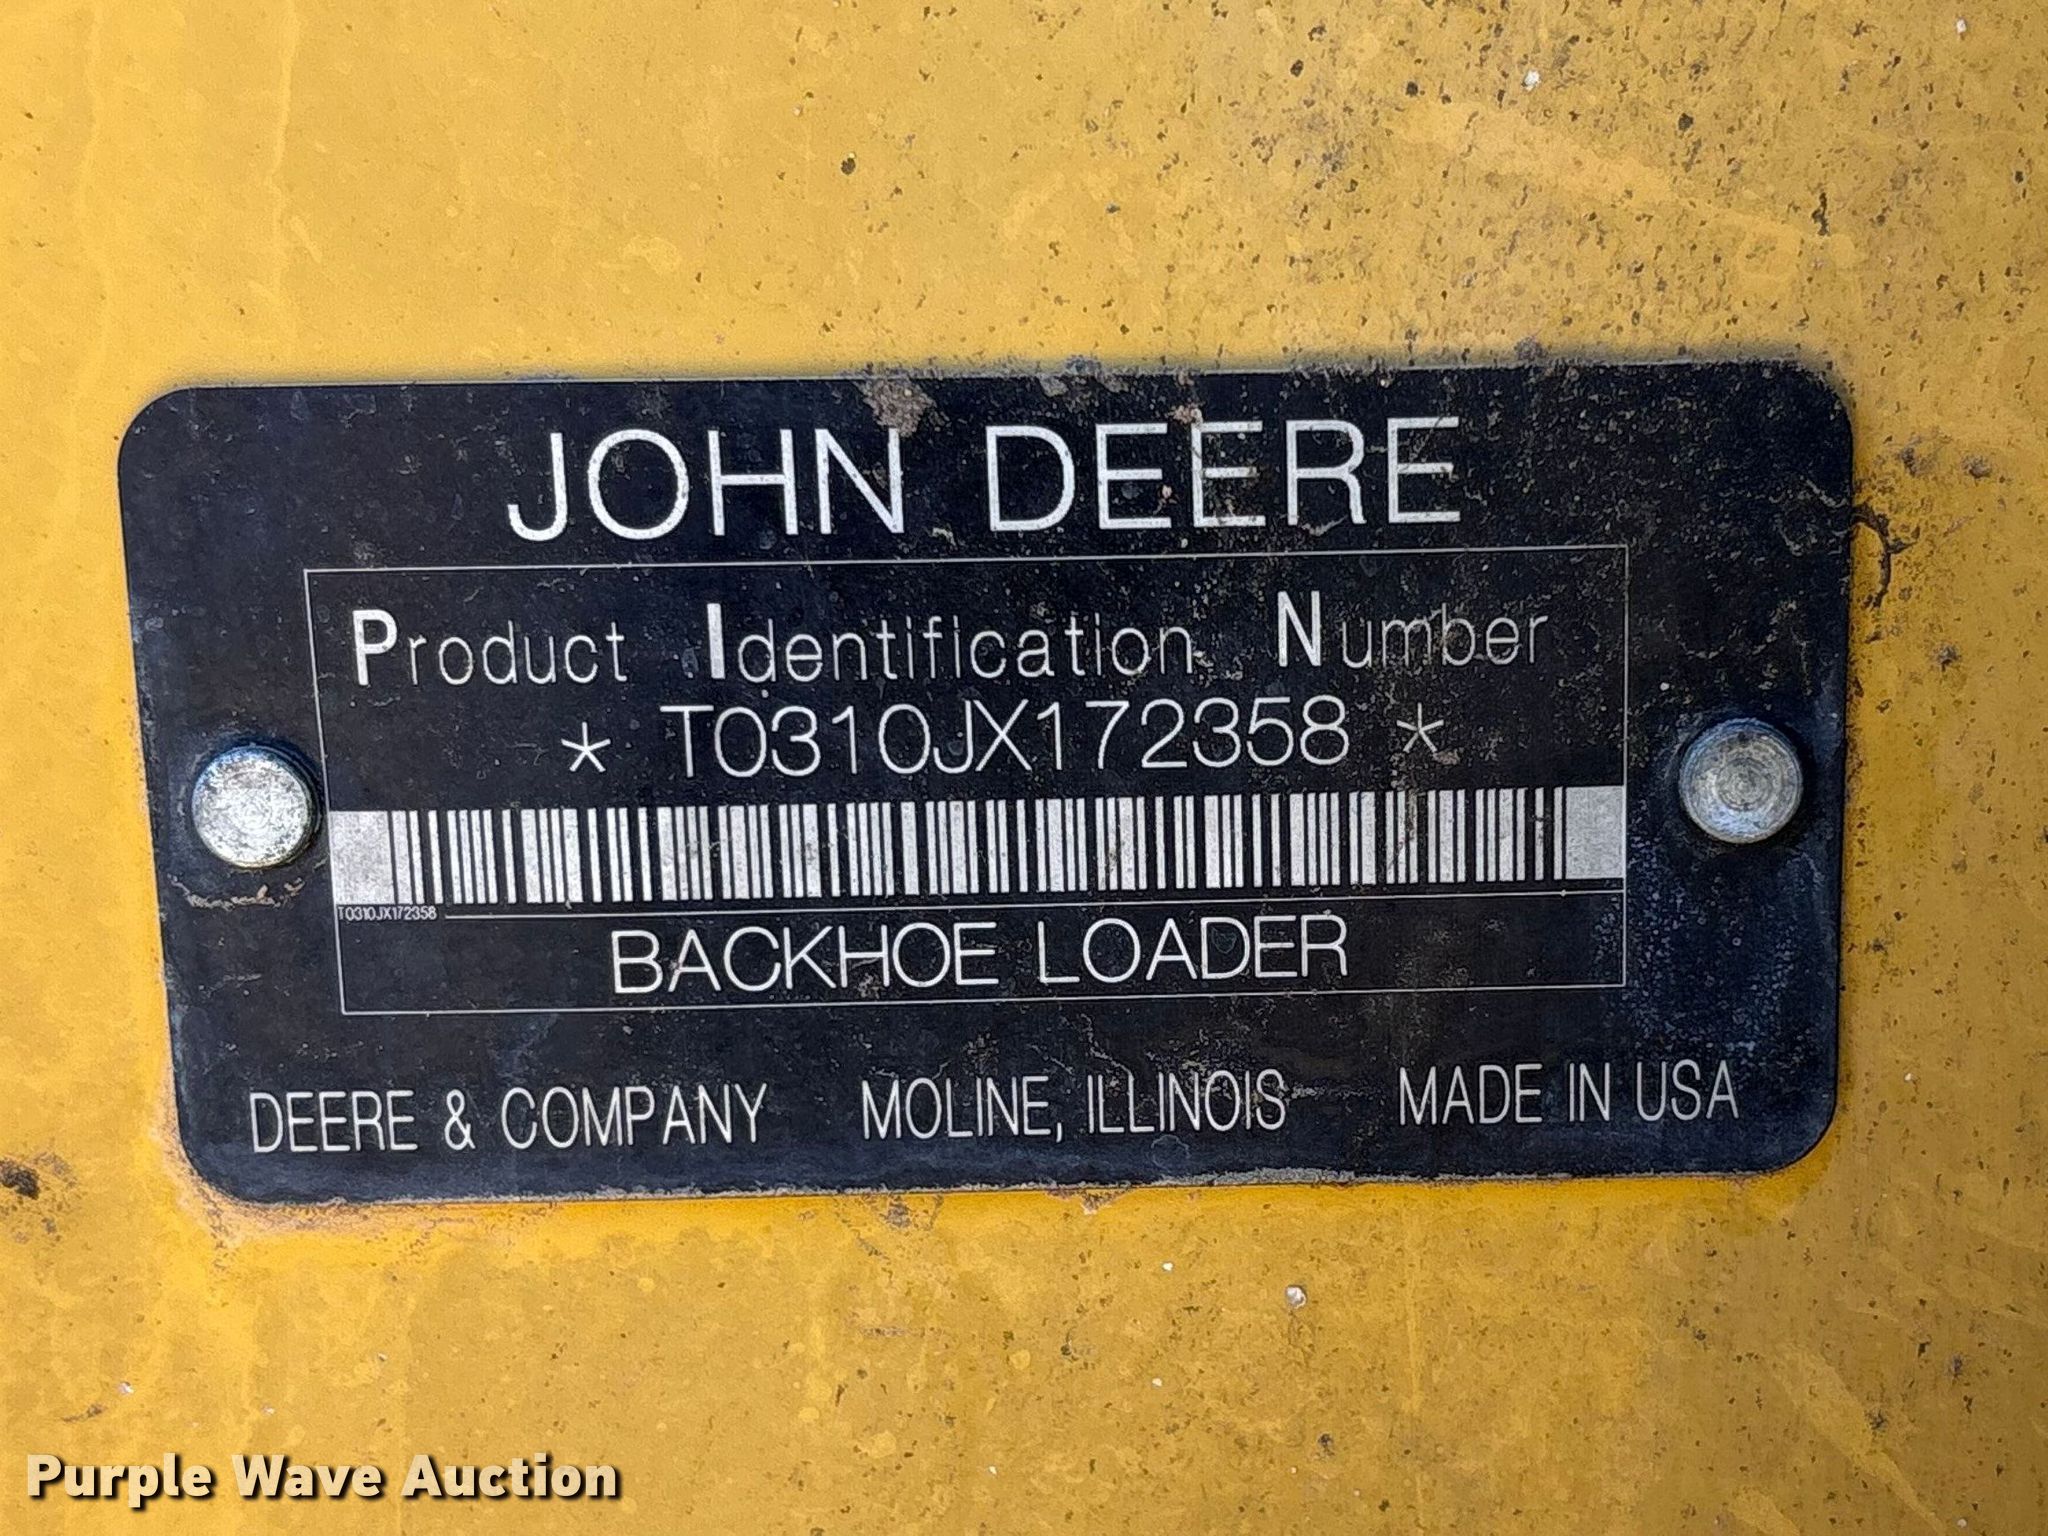 JOHN DEERE
Product Identification Number
* T0310JX172358 *
T0310JX172358
BACKHOE LOADER
DEERE & COMPANY MOLINE, ILLINOIS MADE IN USA
Purple Wave Auction